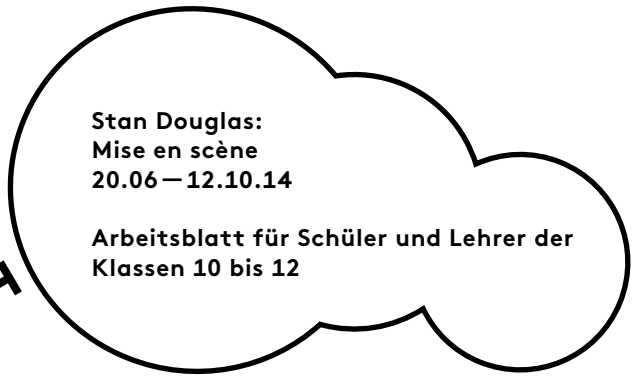 Stan Douglas:
Mise en scène
20.06—12.10.14
Arbeitsblatt für Schüler und Lehrer der
Klassen 10 bis 12